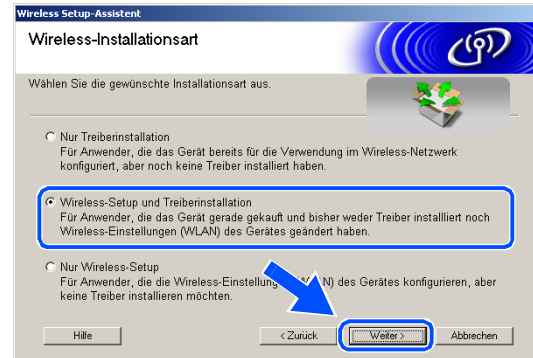 Wireless Setup-Assistent
Wireless-Installationsart
Wählen Sie die gewünschte Installationsart aus.
Nur Treiberinstallation
Für Anwender, die das Gerät bereits für die Verwendung im Wireless-Netzwerk
konfiguriert, aber noch keine Treiber installiert haben.
Wireless-Setup und Treiberinstallation
Für Anwender, die das Gerät gerade gekauft und bisher weder Treiber installliert noch
Wireless-Einstellungen (WLAN) des Gerätes geändert haben.
Nur Wireless-Setup
Für Anwender, die die Wireless-Einstellung LAN) des Gerätes konfigurieren, aber
keine Treiber installieren möchten.
Hilfe
< Zurück
Weiter >
Abbrechen